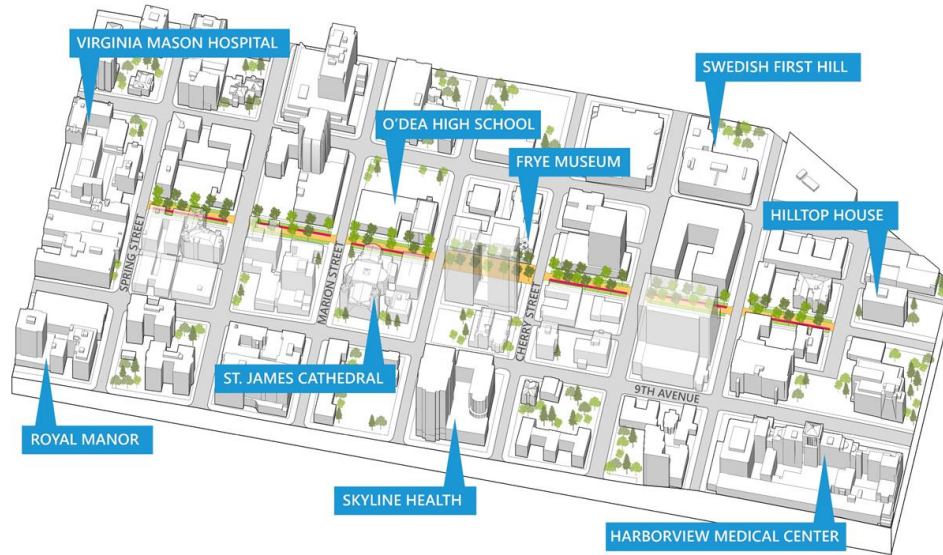 VIRGINIA MASON HOSPITAL
SWEDISH FIRST HILL
O'DEA HIGH SCHOOL
FRYE MUSEUM
HILLTOP HOUSE
SPRING STREET
MARION STREET
CHERRY STREET
ST. JAMES CATHEDRAL
9TH AVENUE
ROYAL MANOR
SKYLINE HEALTH
HARBORVIEW MEDICAL CENTER